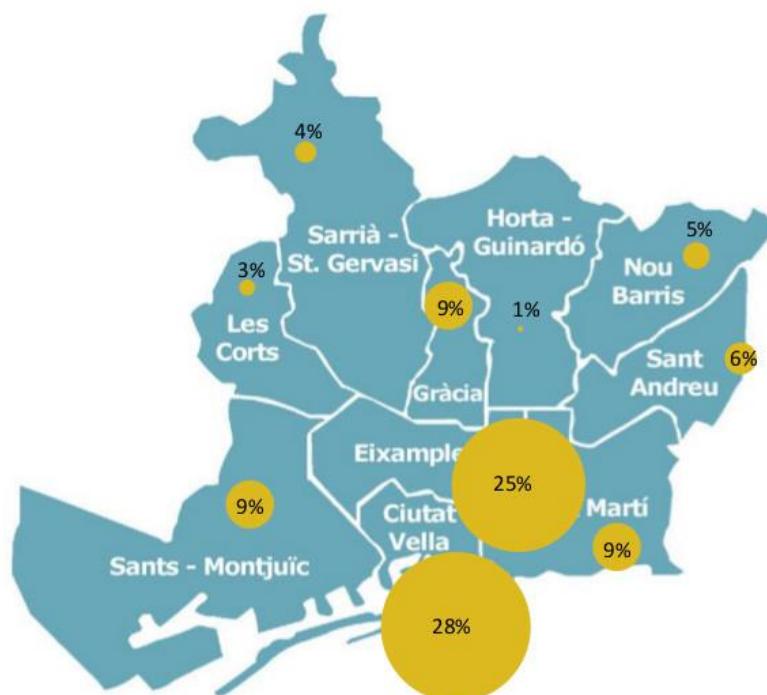 4%
Sarrià -
St. Gervasi
Horta -
Guinardó
5%
Nou
Barris
3%
Les
Corts
9%
1%
Gràcia
Sant
Andreu
6%
Eixample
25%
Martí
9%
Ciutat
Vella
9%
Sants - Montjuïc
28%